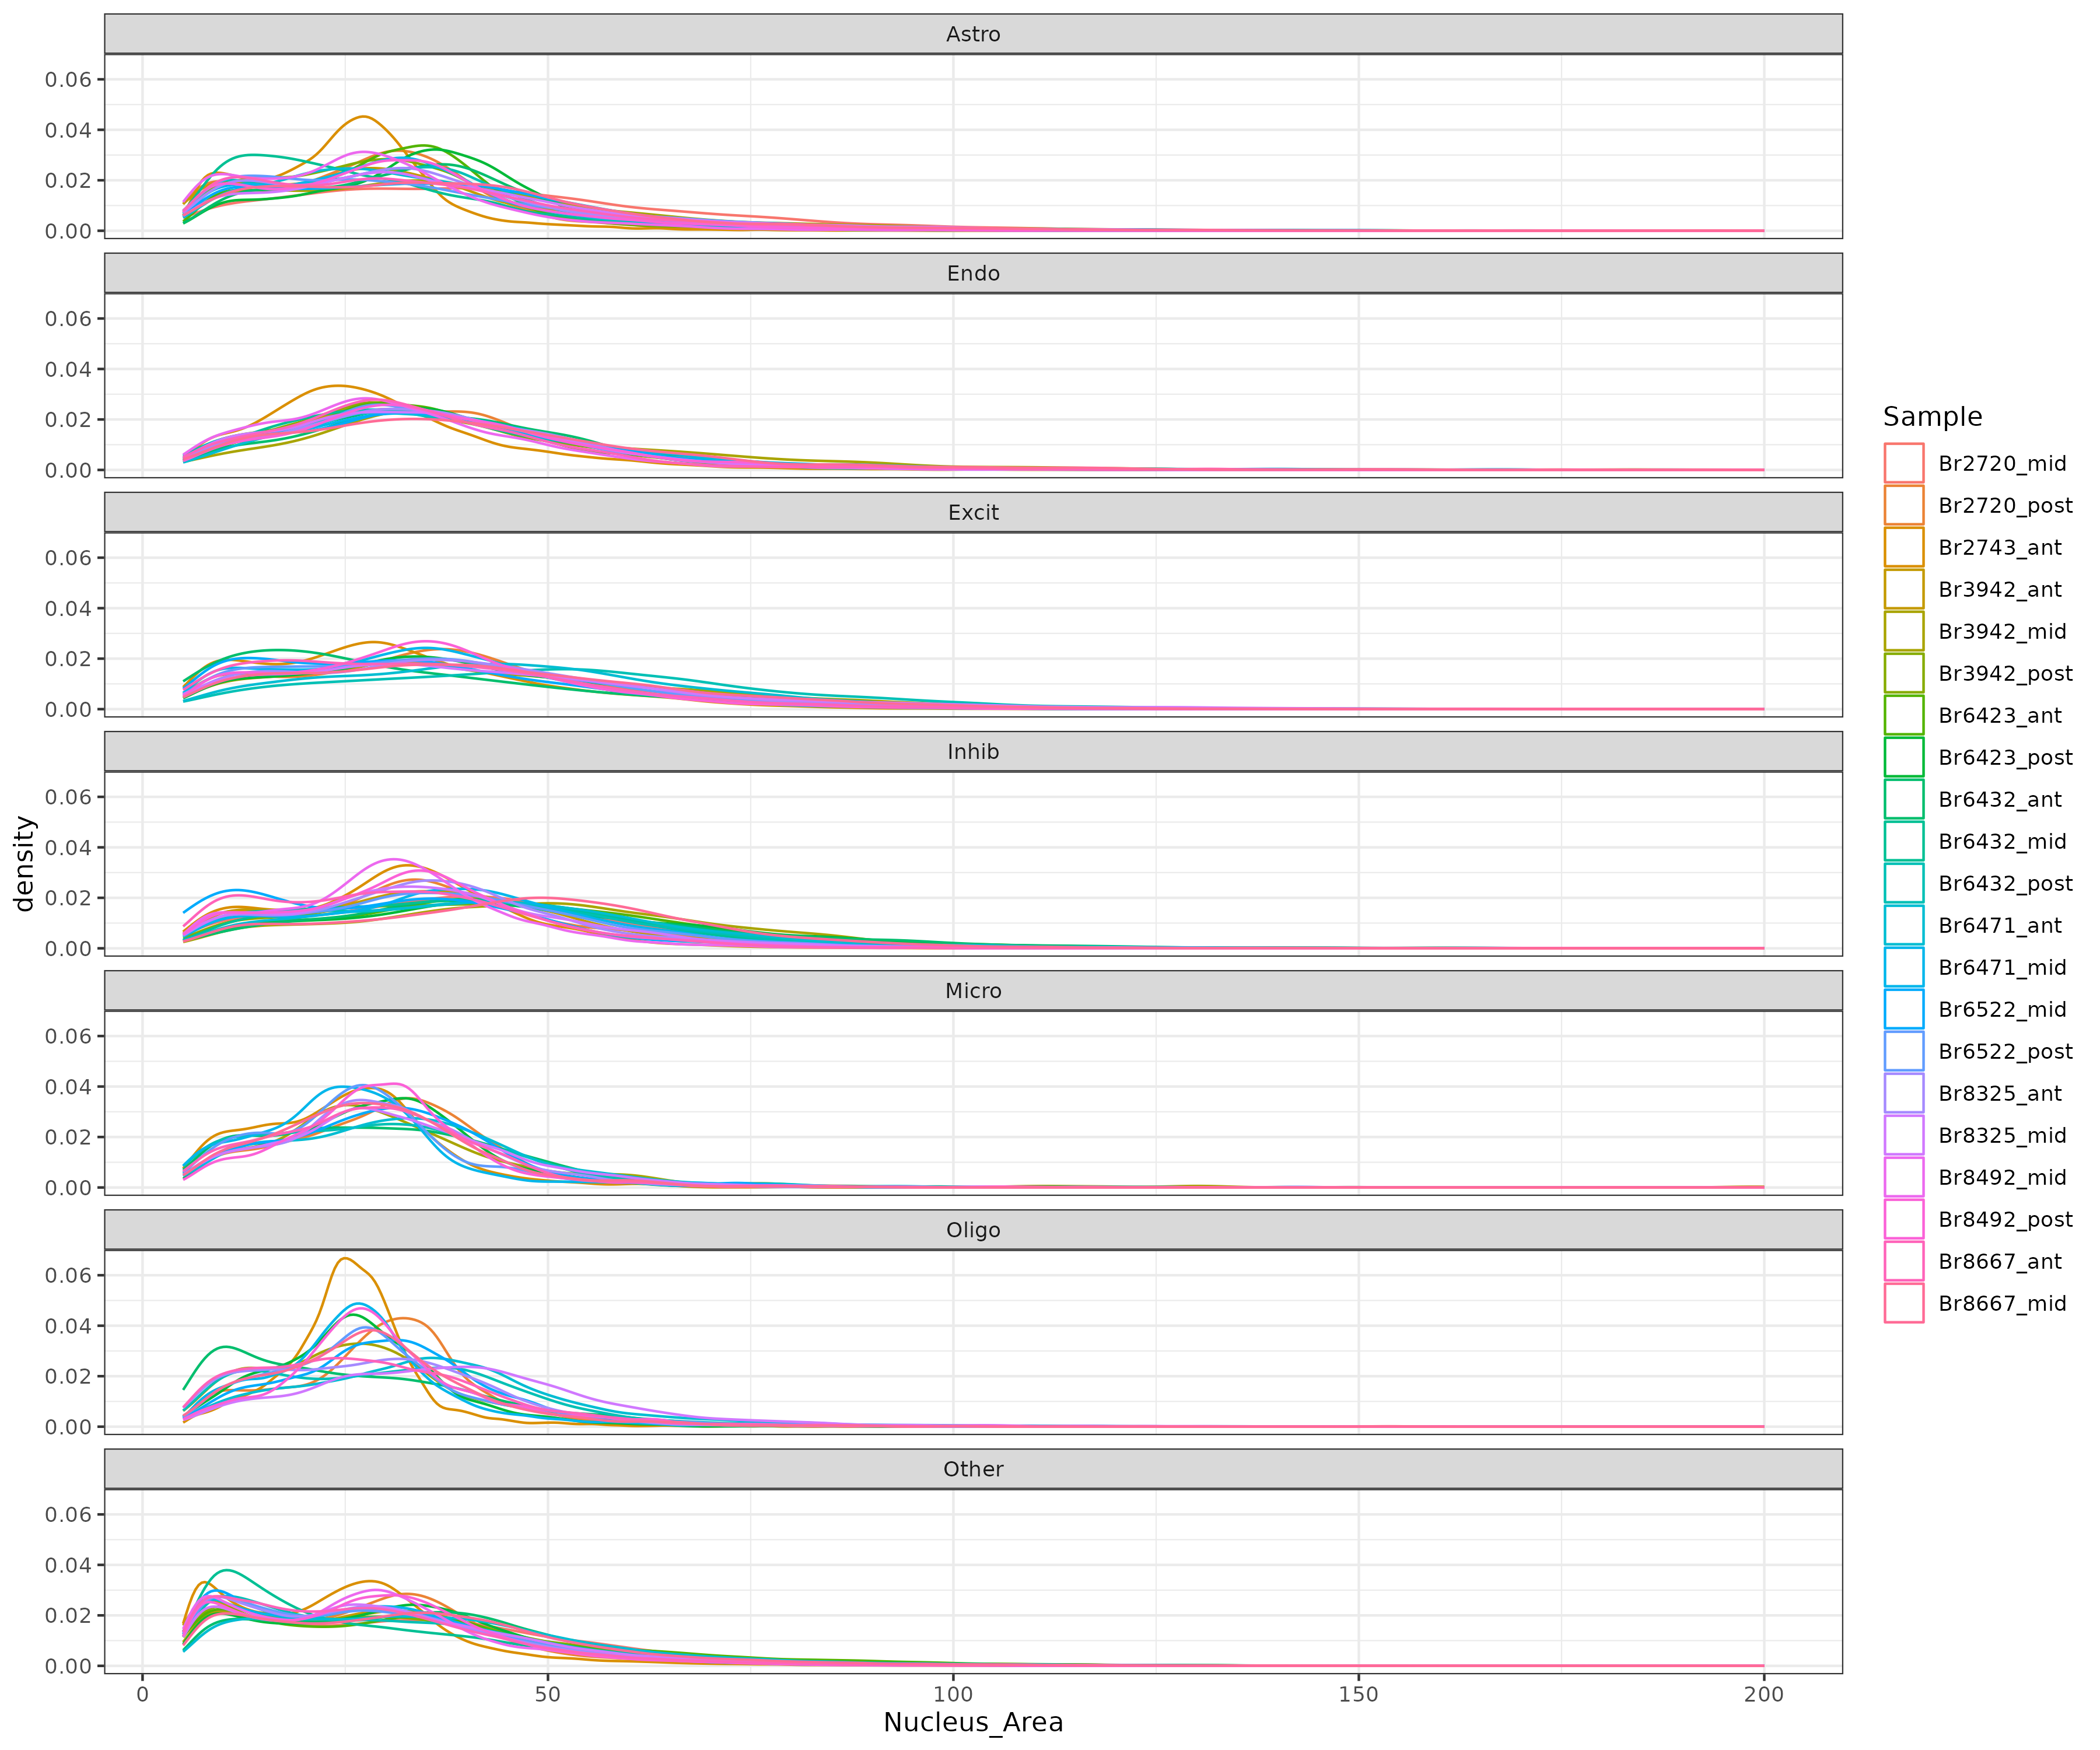 Astro
0.06
0.04
0.02
0.00
Endo
0.06
0.04
0.02
0.00
Excit
0.06
0.04
0.02
0.00
Inhib
0.06
0.04
0.02
0.00
Micro
0.06
0.04
0.02
0.00
Oligo
0.06
0.04
0.02
0.00
Other
0.06
0.04
0.02
0.00
0 50 100 150 200
Nucleus_Area
density
Sample
Br2720_mid
Br2720_post
Br2743_ant
Br3942_ant
Br3942_mid
Br3942_post
Br6423_ant
Br6423_post
Br6432_ant
Br6432_mid
Br6432_post
Br6471_ant
Br6471_mid
Br6522_mid
Br6522_post
Br8325_ant
Br8325_mid
Br8492_mid
Br8492_post
Br8667_ant
Br8667_mid